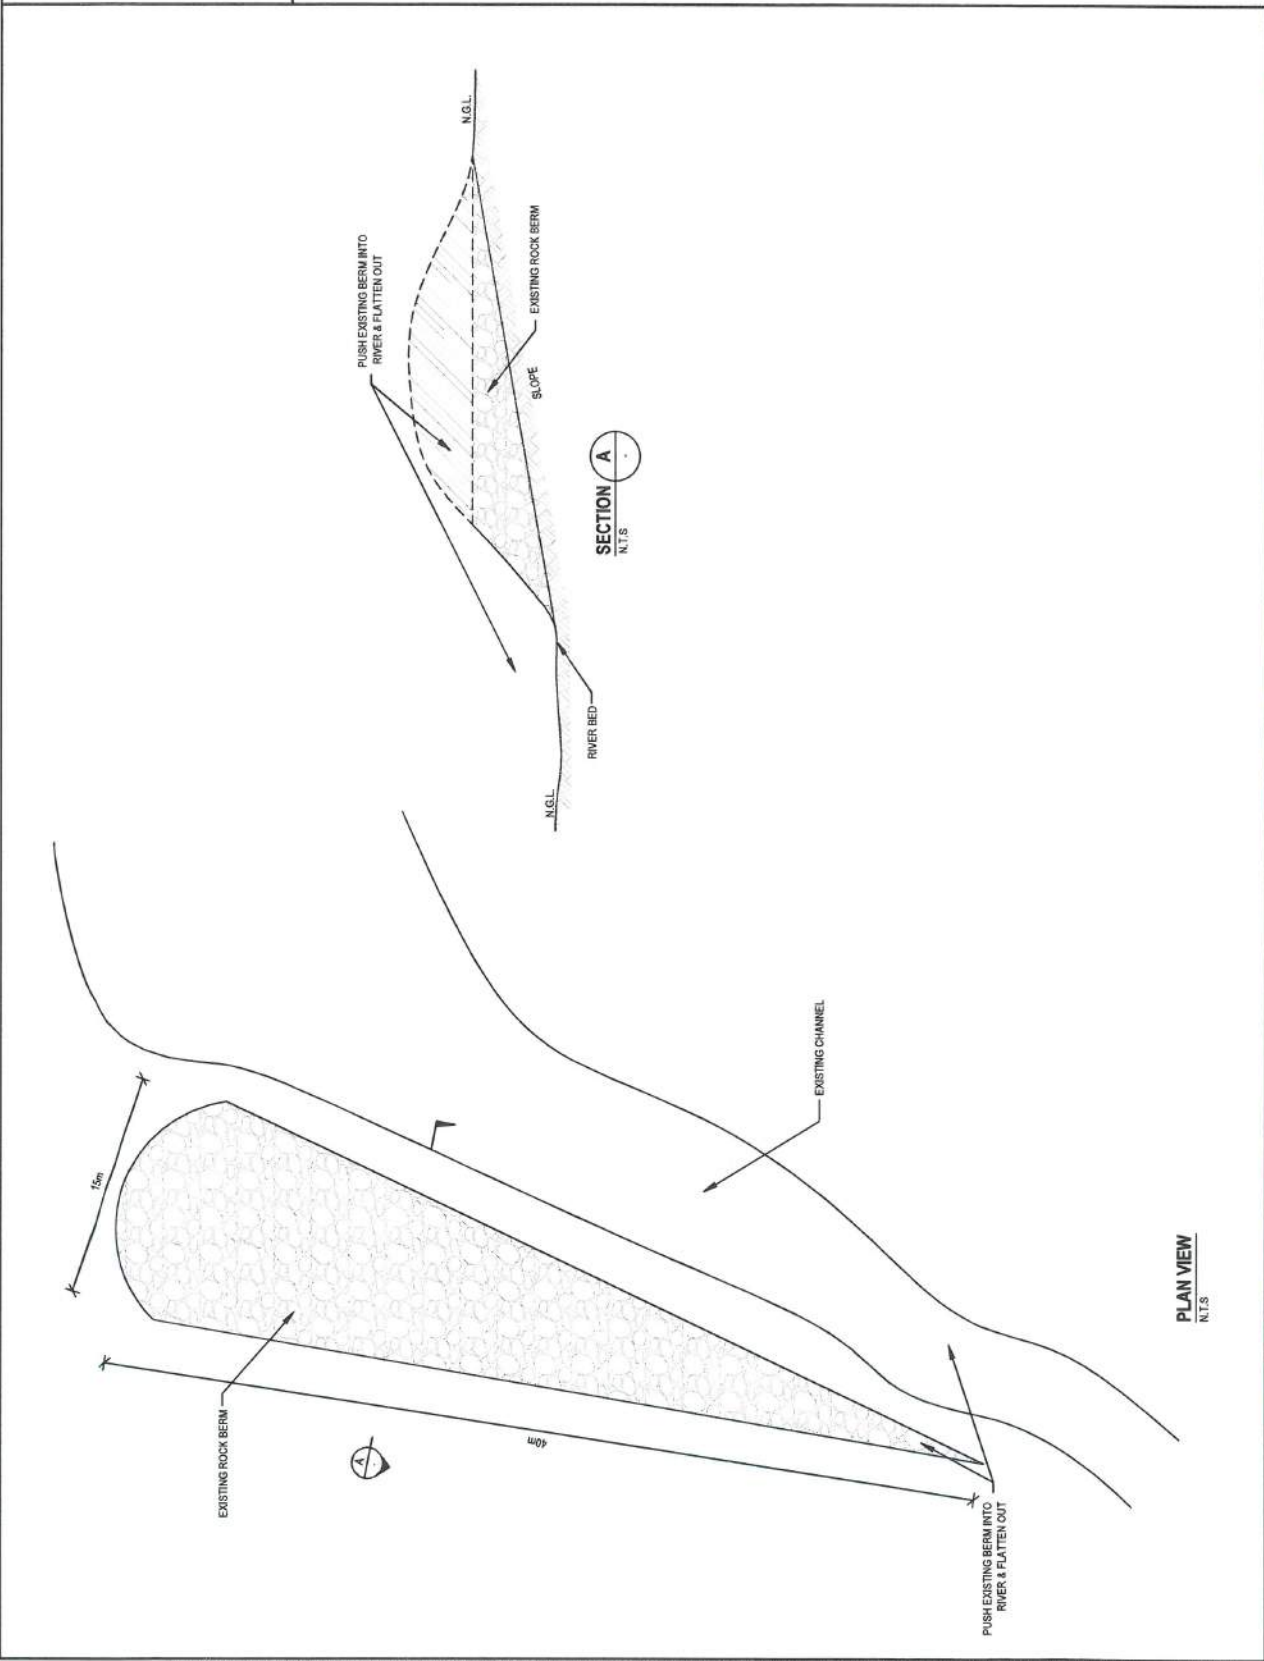 EXISTING ROCK BERM
A
15m
40m
PUSH EXISTING BERM INTO
RIVER & FLATTEN OUT
EXISTING CHANNEL
PLAN VIEW
N.T.S
PUSH EXISTING BERM INTO
RIVER & FLATTEN OUT
N.G.L.
N.G.L.
RIVER BED
SLOPE
EXISTING ROCK BERM
SECTION A
N.T.S